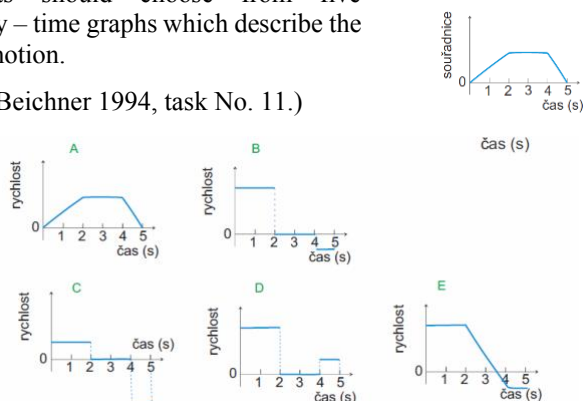 s should choose from five
y – time graphs which describe the
notion.
Beichner 1994, task No. 11.)
souřadnice
0
1 2 3 4 5
čas (s)
čas (s)
A
rychlost
0
1 2 3 4 5
čas (s)
B
rychlost
0
1 2 3 4 5
čas (s)
C
rychlost
čas (s)
0
1 2 3 4 5
D
rychlost
0
1 2 3 4 5
čas (s)
E
rychlost
0
1 2 3 4 5
čas (s)